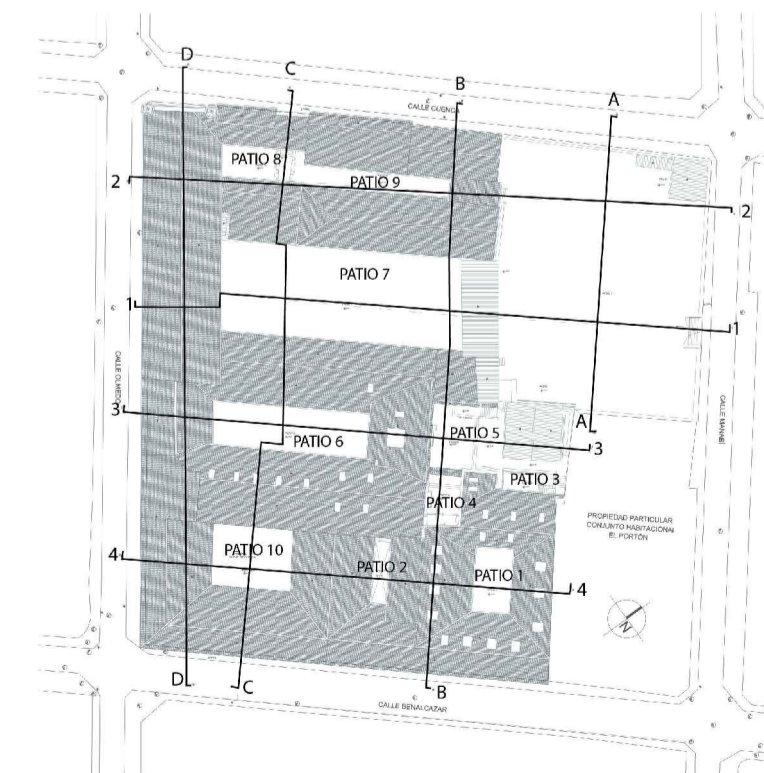 D
C
B
A
CALLE CUENCA
PATIO 8
PATIO 9
2
2
PATIO 7
1
1
CALLE OLMEDO
CALLE MANABÍ
3
PATIO 6
PATIO 5
A
3
PATIO 3
PATIO 4
PROPIEDAD PARTICULAR
CONJUNTO HABITACIONAL
EL PORTÓN
4
PATIO 10
PATIO 2
PATIO 1
4
N
D
C
B
CALLE BENALCAZAR